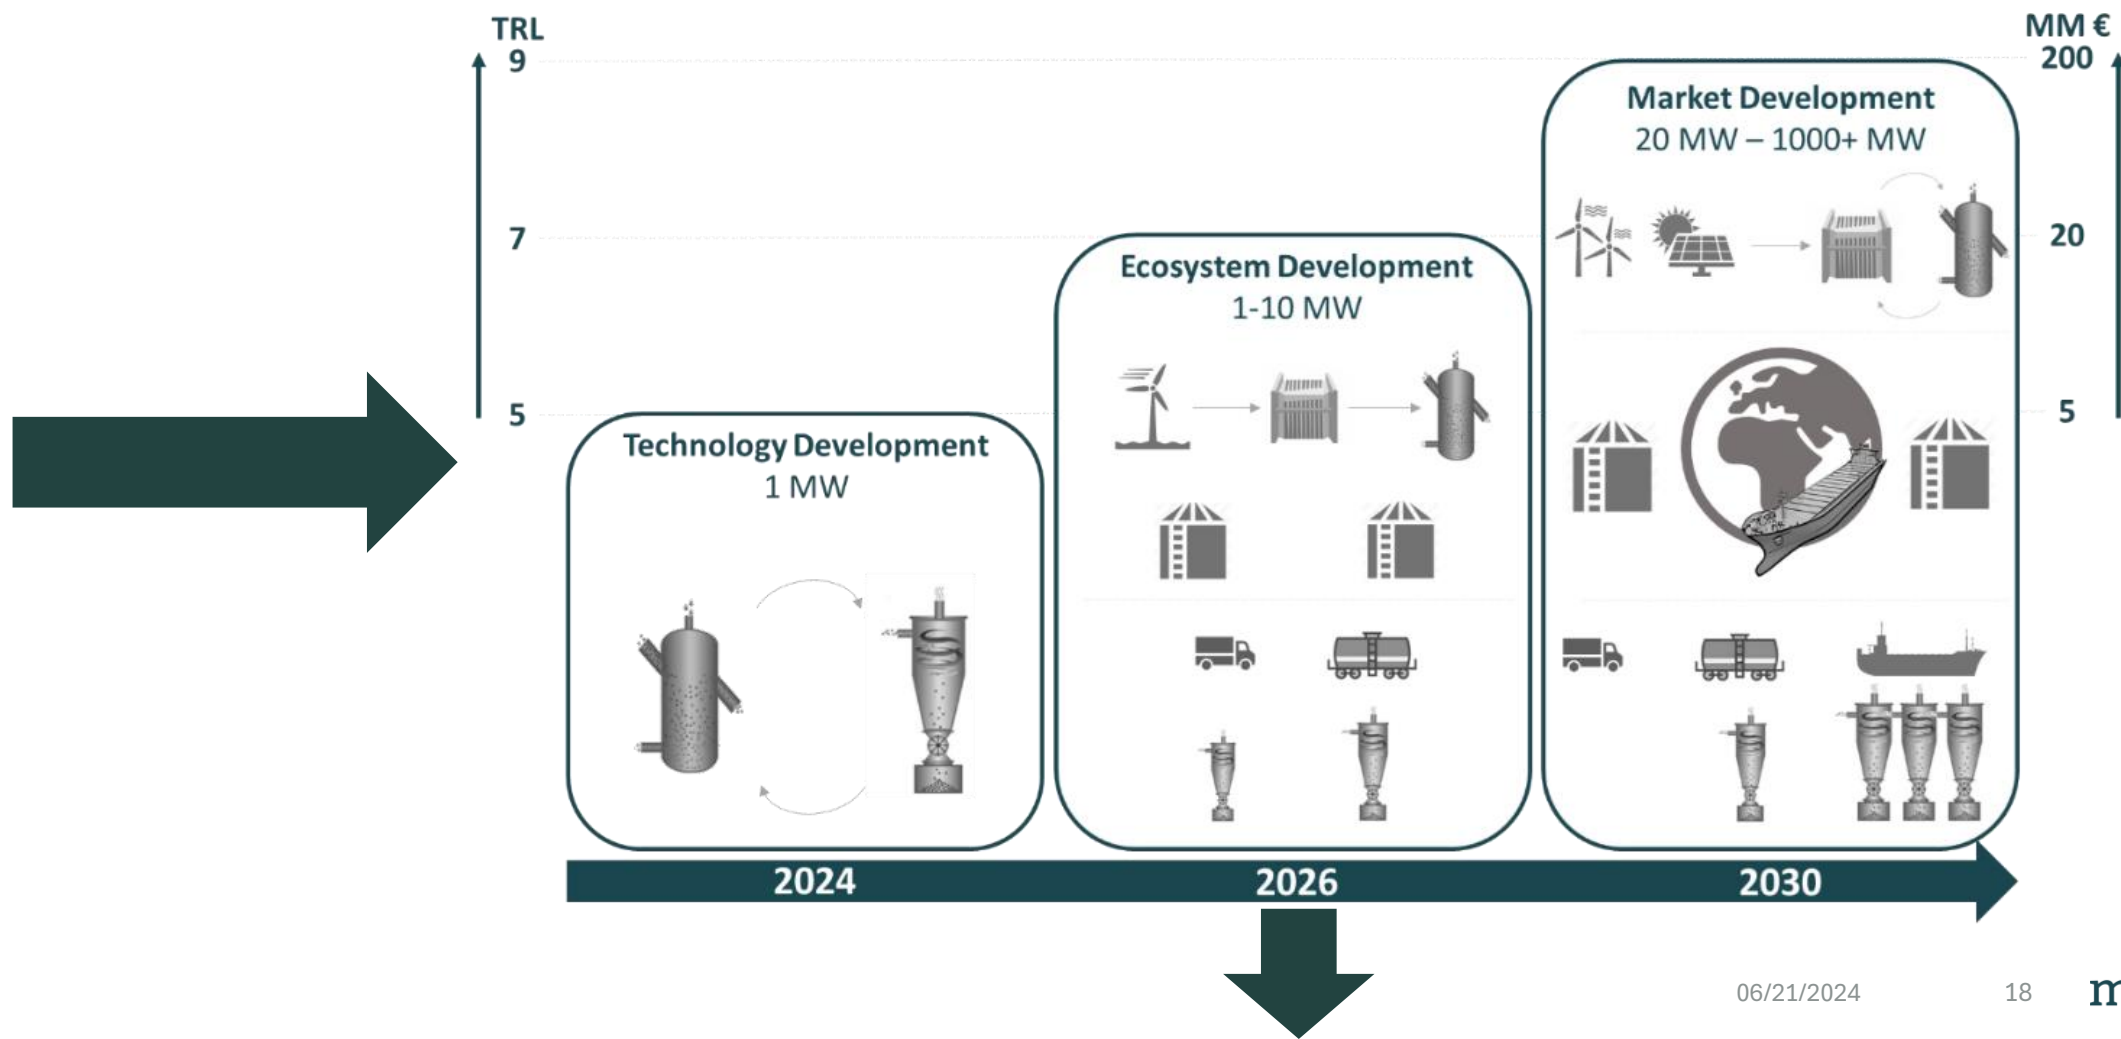 TRL
9
7
5
MM €
200
20
5
Technology Development
1 MW
Ecosystem Development
1-10 MW
Market Development
20 MW – 1000+ MW
2024
2026
2030
06/21/2024
18
m